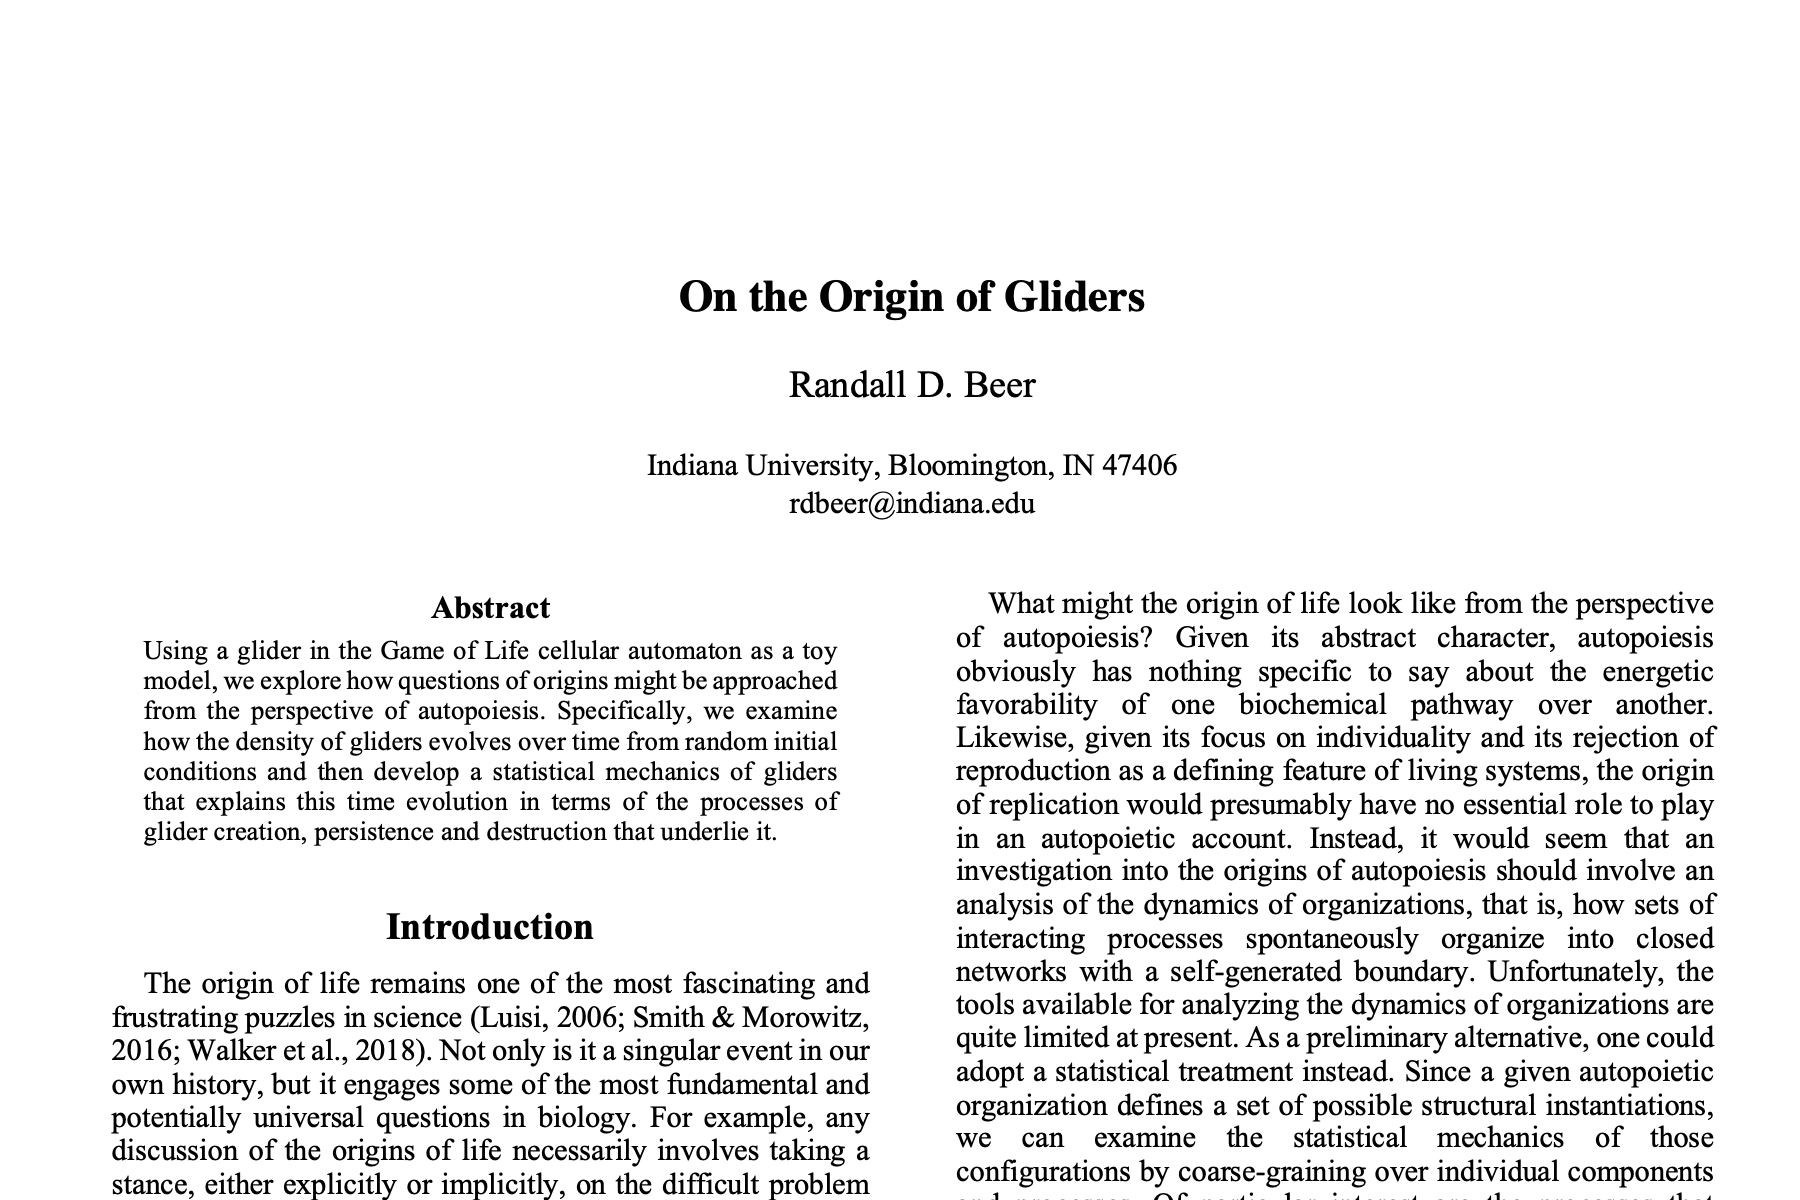 On the Origin of Gliders
Randall D. Beer
Indiana University, Bloomington, IN 47406
rdbeer@indiana.edu
Abstract
Using a glider in the Game of Life cellular automaton as a toy
model, we explore how questions of origins might be approached
from the perspective of autopoiesis. Specifically, we examine
how the density of gliders evolves over time from random initial
conditions and then develop a statistical mechanics of gliders
that explains this time evolution in terms of the processes of
glider creation, persistence and destruction that underlie it.
Introduction
The origin of life remains one of the most fascinating and
frustrating puzzles in science (Luisi, 2006; Smith & Morowitz,
2016; Walker et al., 2018). Not only is it a singular event in our
own history, but it engages some of the most fundamental and
potentially universal questions in biology. For example, any
discussion of the origins of life necessarily involves taking a
stance, either explicitly or implicitly, on the difficult problem
What might the origin of life look like from the perspective
of autopoiesis? Given its abstract character, autopoiesis
obviously has nothing specific to say about the energetic
favorability of one biochemical pathway over another.
Likewise, given its focus on individuality and its rejection of
reproduction as a defining feature of living systems, the origin
of replication would presumably have no essential role to play
in an autopoietic account. Instead, it would seem that an
investigation into the origins of autopoiesis should involve an
analysis of the dynamics of organizations, that is, how sets of
interacting processes spontaneously organize into closed
networks with a self-generated boundary. Unfortunately, the
tools available for analyzing the dynamics of organizations are
quite limited at present. As a preliminary alternative, one could
adopt a statistical treatment instead. Since a given autopoietic
organization defines a set of possible structural instantiations,
we can examine the statistical mechanics of those
configurations by coarse-graining over individual components